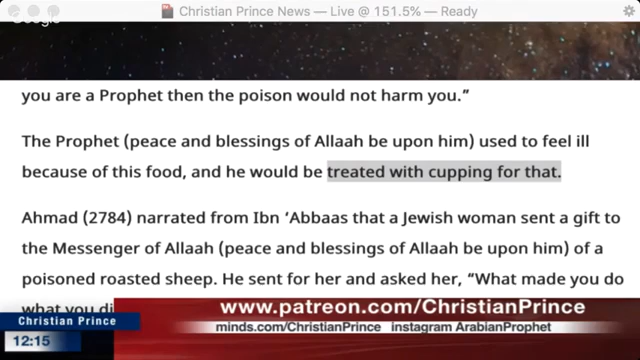 Christian Prince News — Live @ 151.5% — Ready
Google
you are a Prophet then the poison would not harm you."
The Prophet (peace and blessings of Allaah be upon him) used to feel ill
because of this food, and he would be treated with cupping for that.
Ahmad (2784) narrated from Ibn 'Abbaas that a Jewish woman sent a gift to
the Messenger of Allaah (peace and blessings of Allaah be upon him) of a
poisoned roasted sheep. He sent for her and asked her, "What made you do
what you di
www.patreon.com/ChristianPrince
Christian Prince
minds.com/ChristianPrince instagram ArabianProphet
12:15